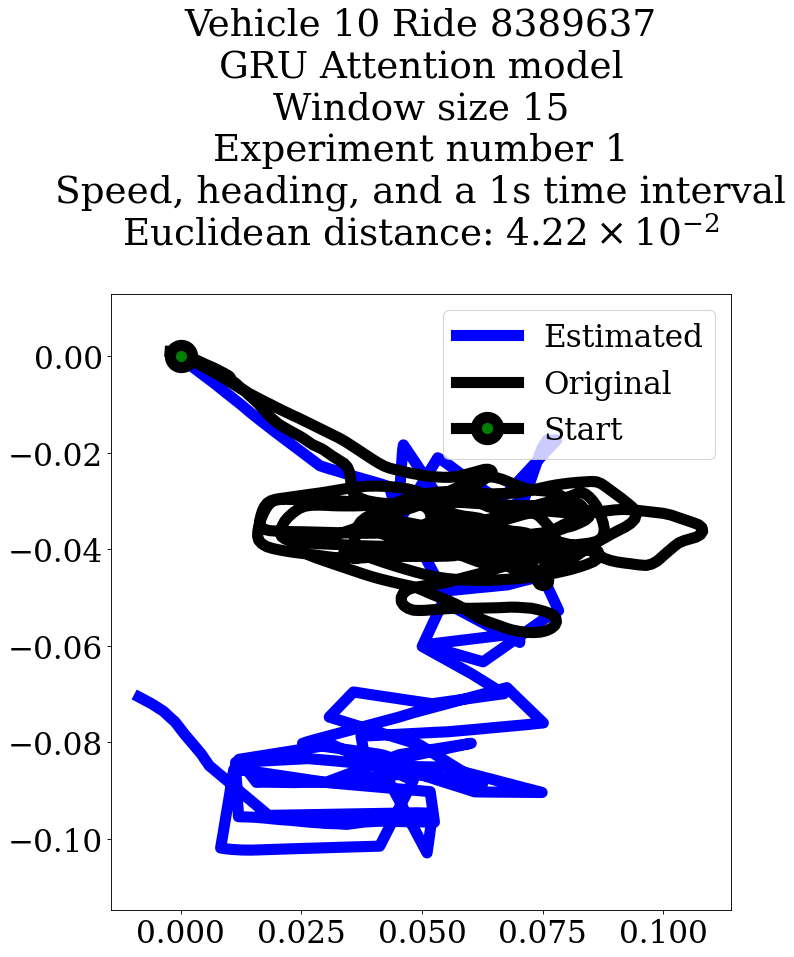 Vehicle 10 Ride 8389637
GRU Attention model
Window size 15
Experiment number 1
Speed, heading, and a 1s time interval
Euclidean distance: 4.22 × 10⁻²
Estimated
Original
Start
0.00
−0.02
−0.04
−0.06
−0.08
−0.10
0.000 0.025 0.050 0.075 0.100